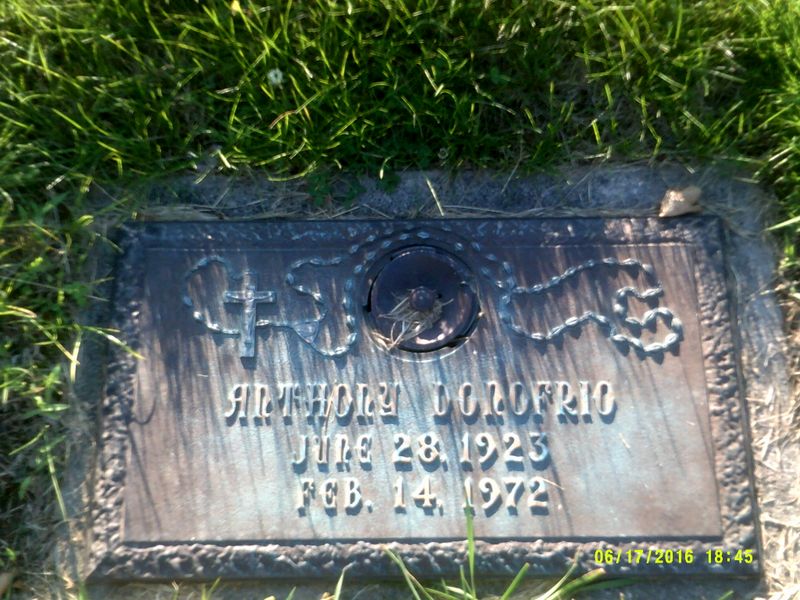 ANTHONY DONOFRIO
JUNE 28, 1923
FEB. 14, 1972
06/17/2016 18:45